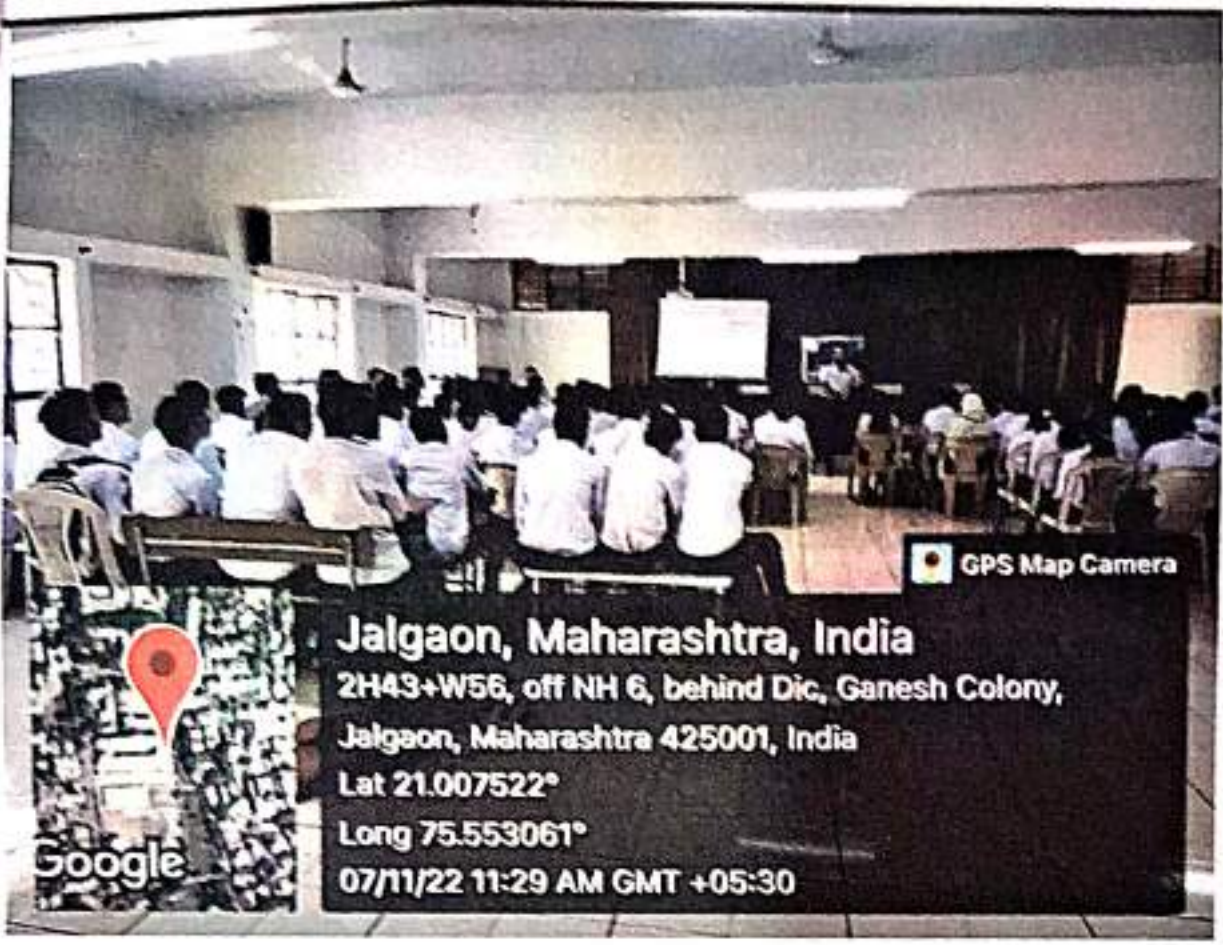 GPS Map Camera
Jalgaon, Maharashtra, India
2H43+W56, off NH 6, behind Dic, Ganesh Colony,
Jalgaon, Maharashtra 425001, India
Lat 21.007522°
Long 75.553061°
07/11/22 11:29 AM GMT +05:30
Google